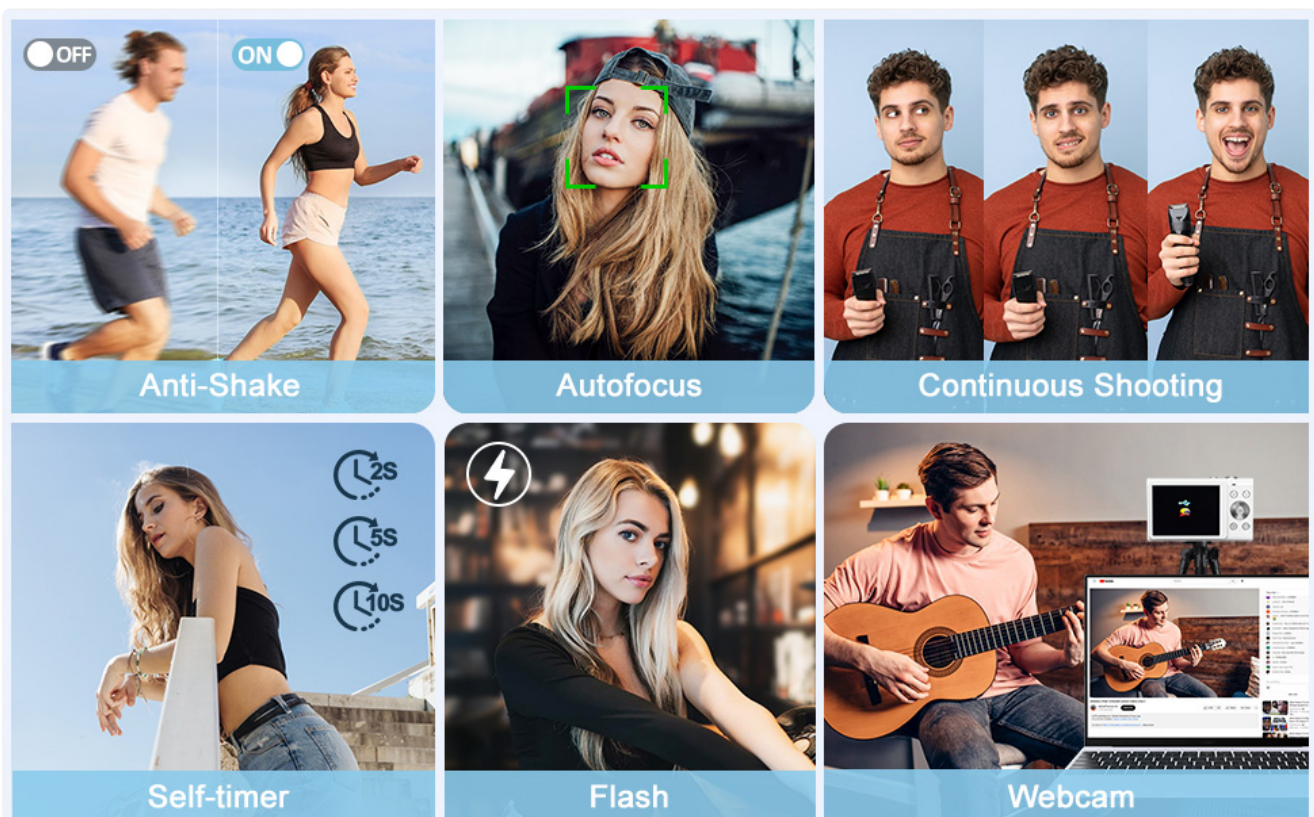 OFF
ON
Anti-Shake
Autofocus
Continuous Shooting
2S
5S
10S
Self-timer
Flash
Webcam